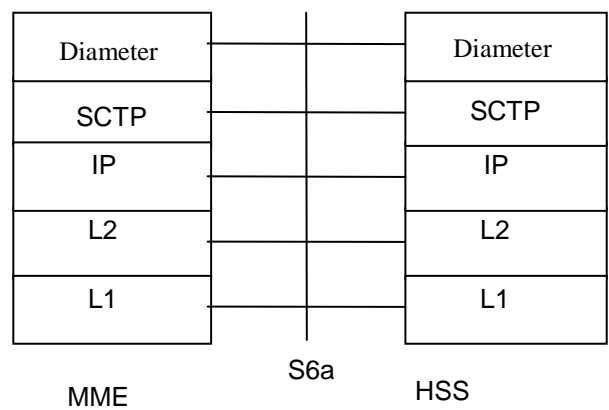 Diameter Diameter
SCTP SCTP
IP IP
L2 L2
L1 L1
S6a
MME HSS